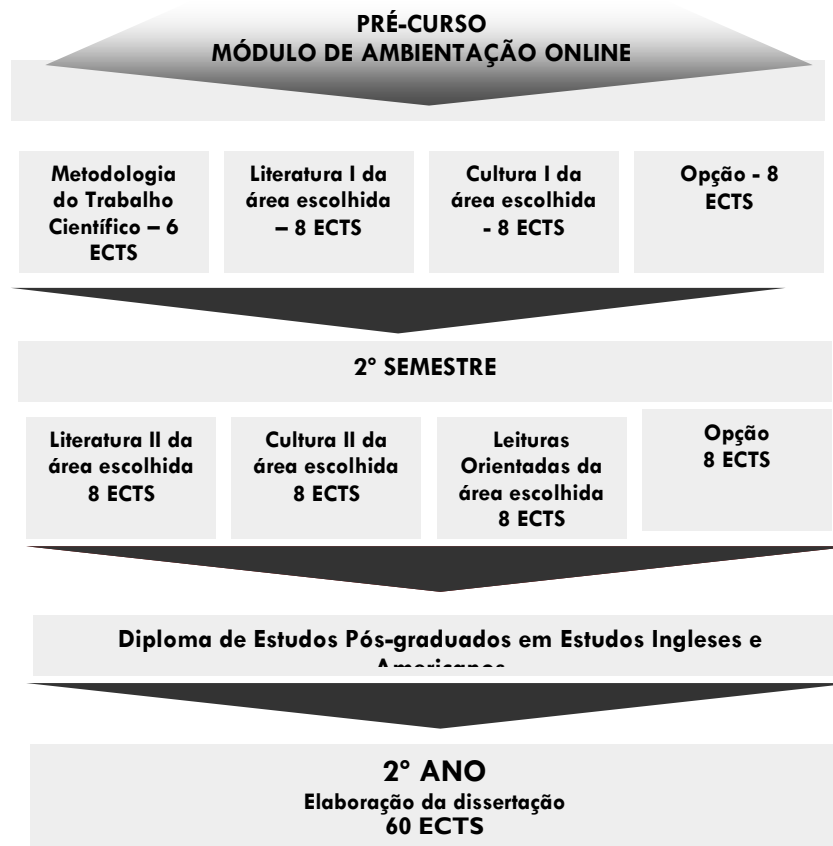 PRÉ-CURSO
MÓDULO DE AMBIENTAÇÃO ONLINE
Metodologia
do Trabalho
Científico – 6
ECTS
Literatura I da
área escolhida
– 8 ECTS
Cultura I da
área escolhida
- 8 ECTS
Opção - 8
ECTS
2º SEMESTRE
Literatura II da
área escolhida
8 ECTS
Cultura II da
área escolhida
8 ECTS
Leituras
Orientadas da
área escolhida
8 ECTS
Opção
8 ECTS
Diploma de Estudos Pós-graduados em Estudos Ingleses e
Americanos
2º ANO
Elaboração da dissertação
60 ECTS